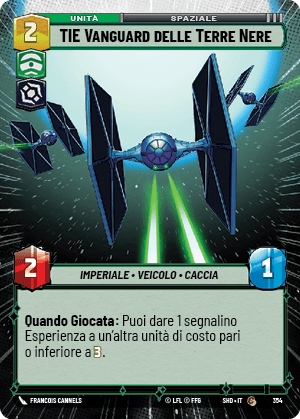 UNITÀ
SPAZIALE
2
TIE Vanguard delle Terre Nere
2
1
IMPERIALE • VEICOLO • CACCIA
Quando Giocata: Puoi dare 1 segnalino
Esperienza a un'altra unità di costo pari
o inferiore a 3.
FRANCOIS CANNELS
© LFL © FFG
SHD • IT
354